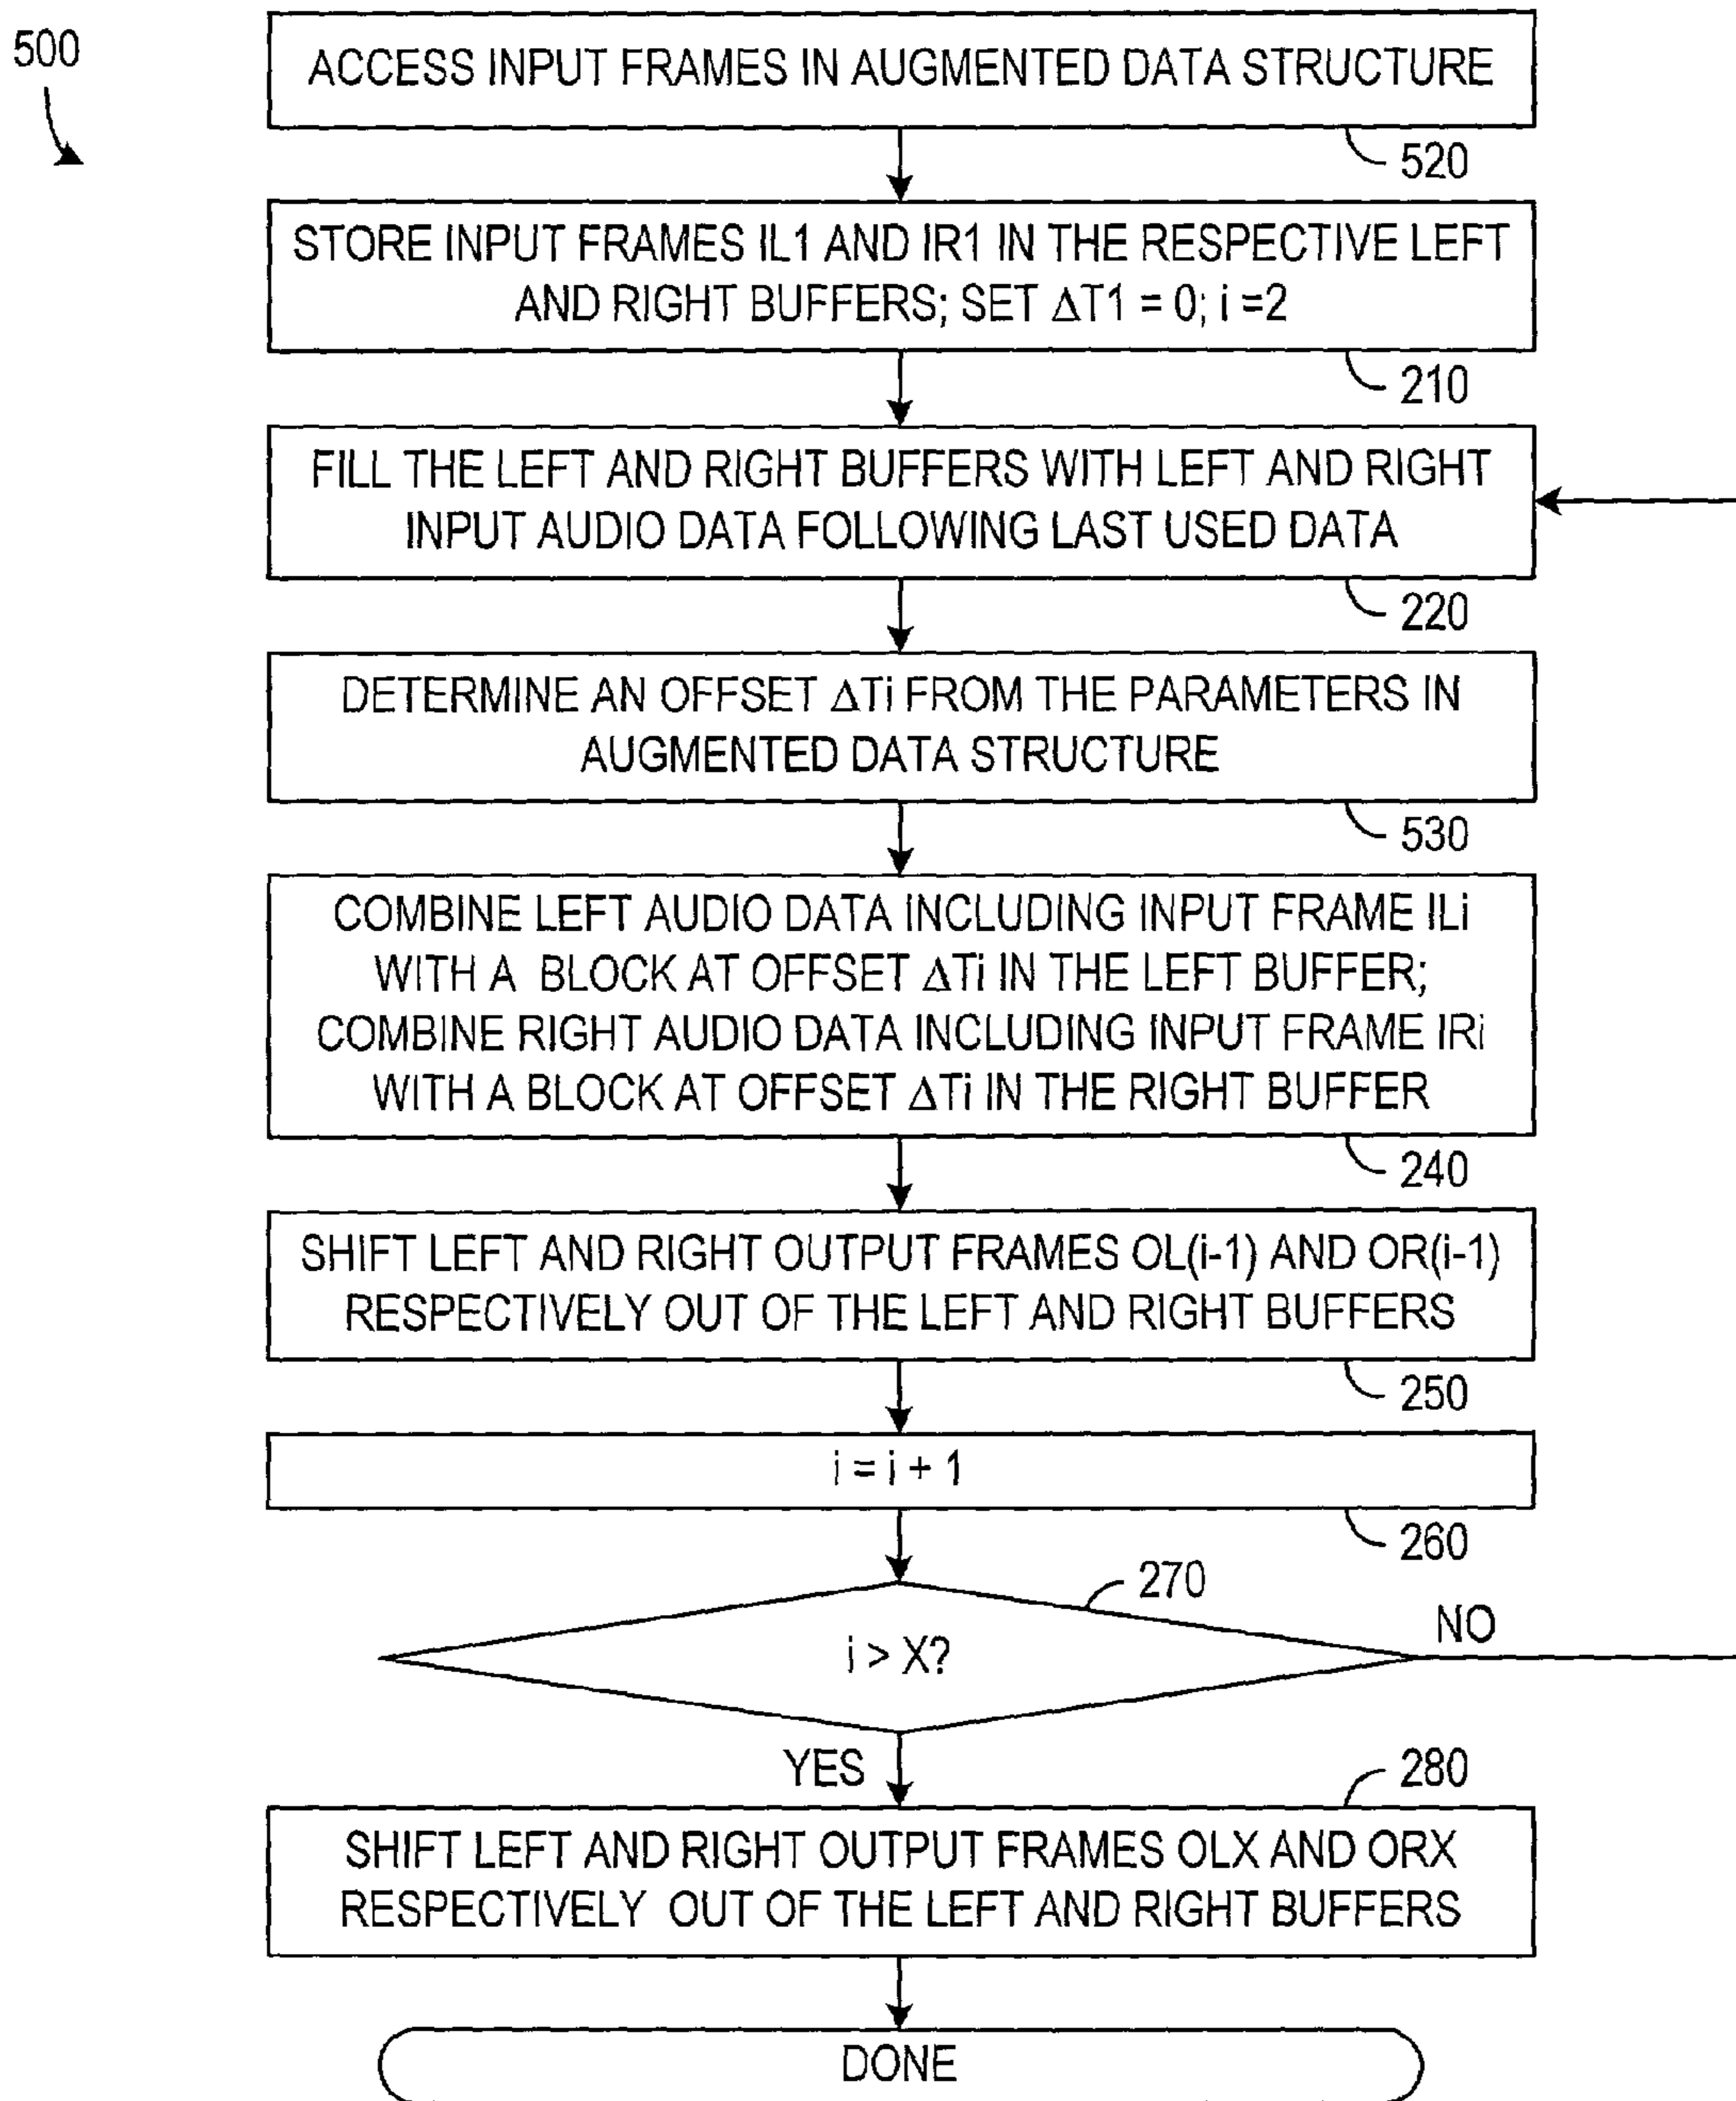 500
ACCESS INPUT FRAMES IN AUGMENTED DATA STRUCTURE
520
STORE INPUT FRAMES IL1 AND IR1 IN THE RESPECTIVE LEFT
AND RIGHT BUFFERS; SET ΔT1 = 0; i =2
210
FILL THE LEFT AND RIGHT BUFFERS WITH LEFT AND RIGHT
INPUT AUDIO DATA FOLLOWING LAST USED DATA
220
DETERMINE AN OFFSET ΔTi FROM THE PARAMETERS IN
AUGMENTED DATA STRUCTURE
530
COMBINE LEFT AUDIO DATA INCLUDING INPUT FRAME ILi
WITH A BLOCK AT OFFSET ΔTi IN THE LEFT BUFFER;
COMBINE RIGHT AUDIO DATA INCLUDING INPUT FRAME IRi
WITH A BLOCK AT OFFSET ΔTi IN THE RIGHT BUFFER
240
SHIFT LEFT AND RIGHT OUTPUT FRAMES OL(i-1) AND OR(i-1)
RESPECTIVELY OUT OF THE LEFT AND RIGHT BUFFERS
250
i = i + 1
260
270
i > X?
NO
YES
280
SHIFT LEFT AND RIGHT OUTPUT FRAMES OLX AND ORX
RESPECTIVELY OUT OF THE LEFT AND RIGHT BUFFERS
DONE